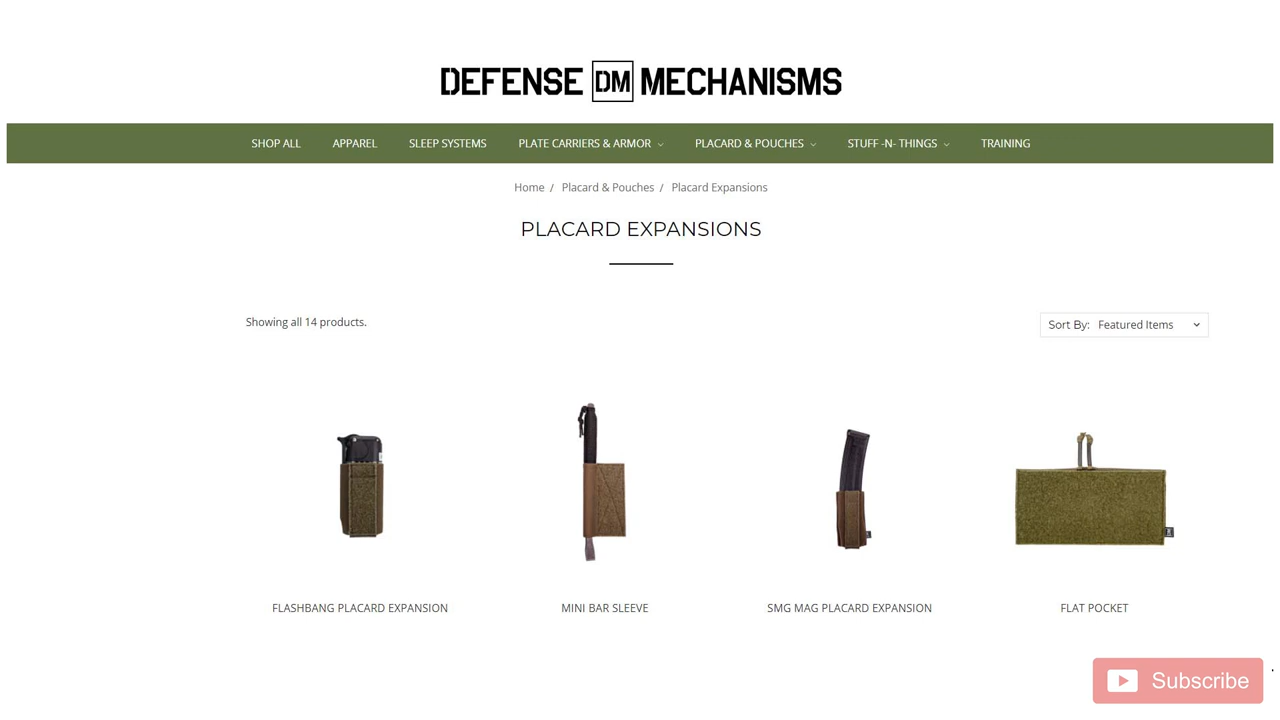 DEFENSE DM MECHANISMS
SHOP ALL APPAREL SLEEP SYSTEMS PLATE CARRIERS & ARMOR PLACARD & POUCHES STUFF -N- THINGS TRAINING
Home / Placard & Pouches / Placard Expansions
PLACARD EXPANSIONS
Showing all 14 products.
Sort By: Featured Items
FLASHBANG PLACARD EXPANSION MINI BAR SLEEVE SMG MAG PLACARD EXPANSION FLAT POCKET
Subscribe